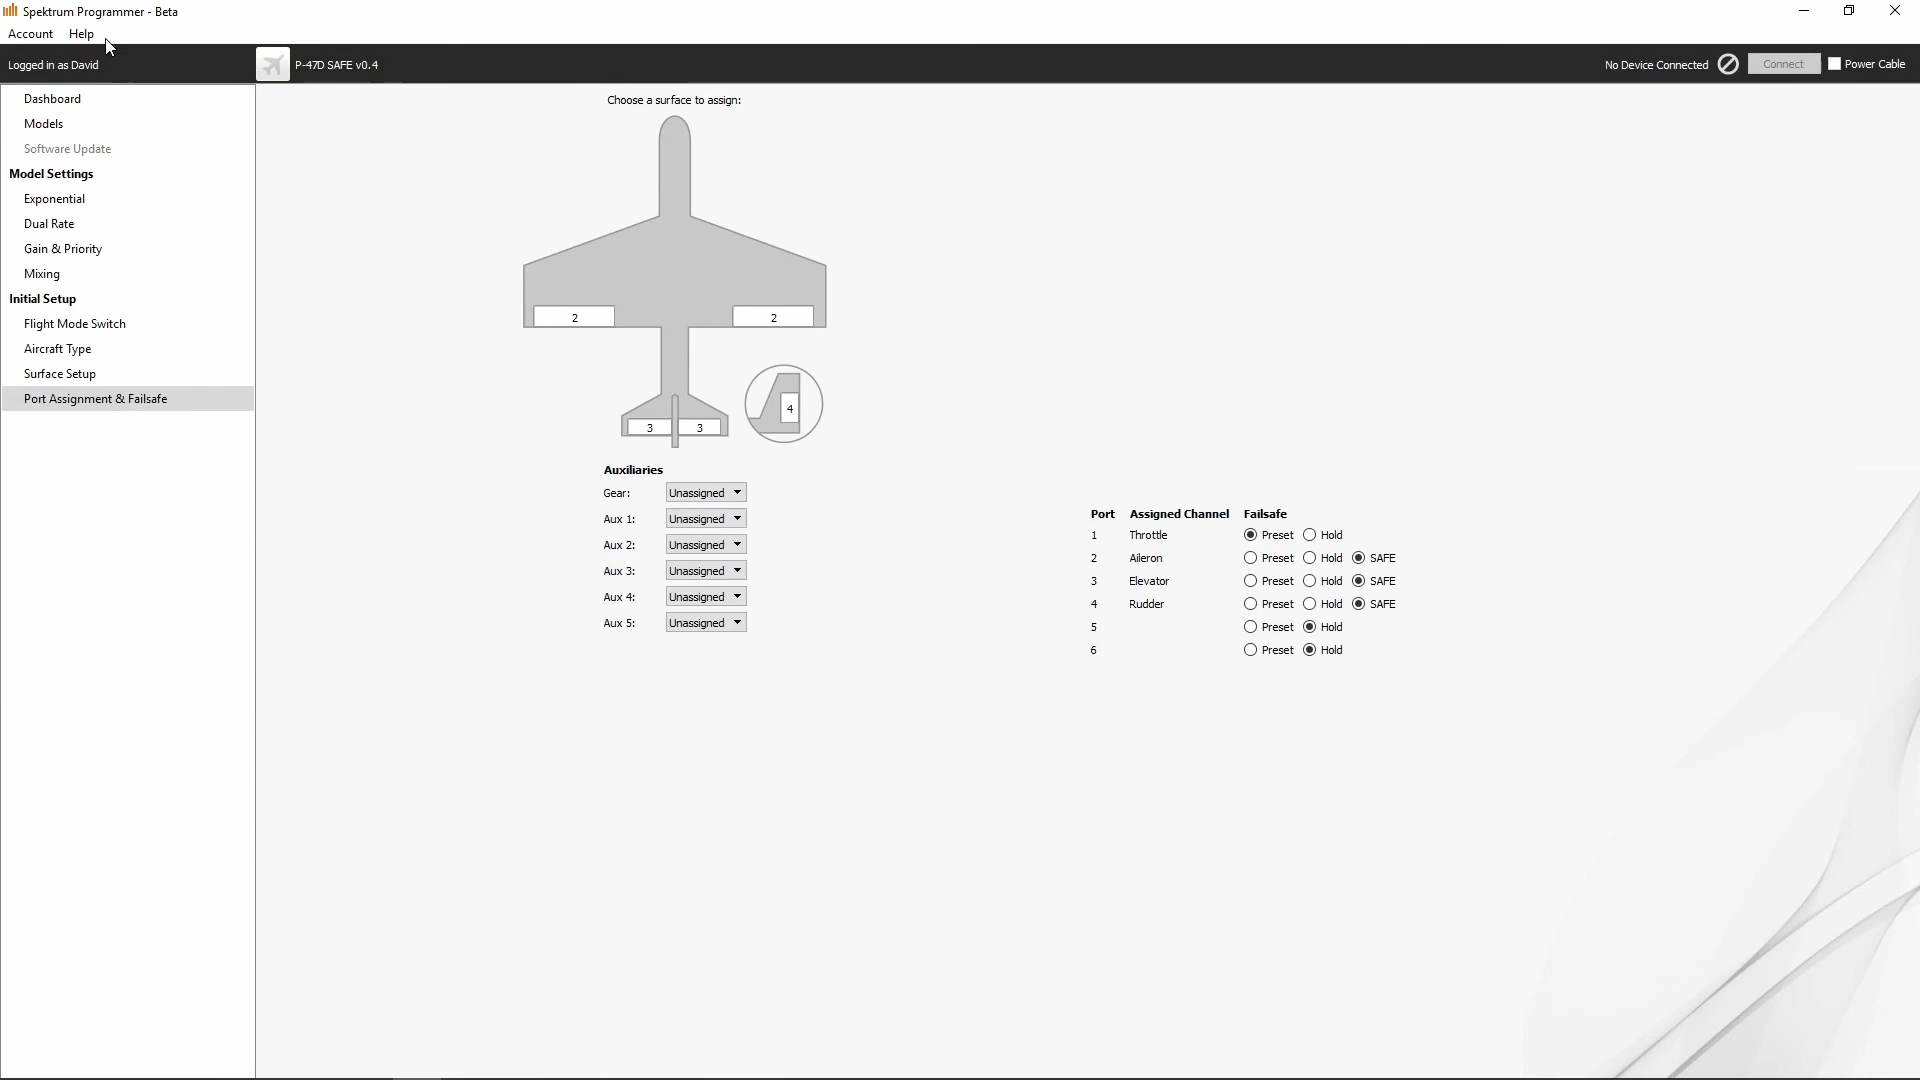 Spektrum Programmer - Beta
Account Help
Logged in as David
P-47D SAFE v0.4
No Device Connected
Connect
Power Cable
Dashboard
Models
Software Update
Model Settings
Exponential
Dual Rate
Gain & Priority
Mixing
Initial Setup
Flight Mode Switch
Aircraft Type
Surface Setup
Port Assignment & Failsafe
Choose a surface to assign:
2 2
4
3 3
Auxiliaries
Gear: Unassigned
Aux 1: Unassigned
Aux 2: Unassigned
Aux 3: Unassigned
Aux 4: Unassigned
Aux 5: Unassigned
Port Assigned Channel Failsafe
1 Throttle Preset Hold
2 Aileron Preset Hold SAFE
3 Elevator Preset Hold SAFE
4 Rudder Preset Hold SAFE
5 Preset Hold
6 Preset Hold